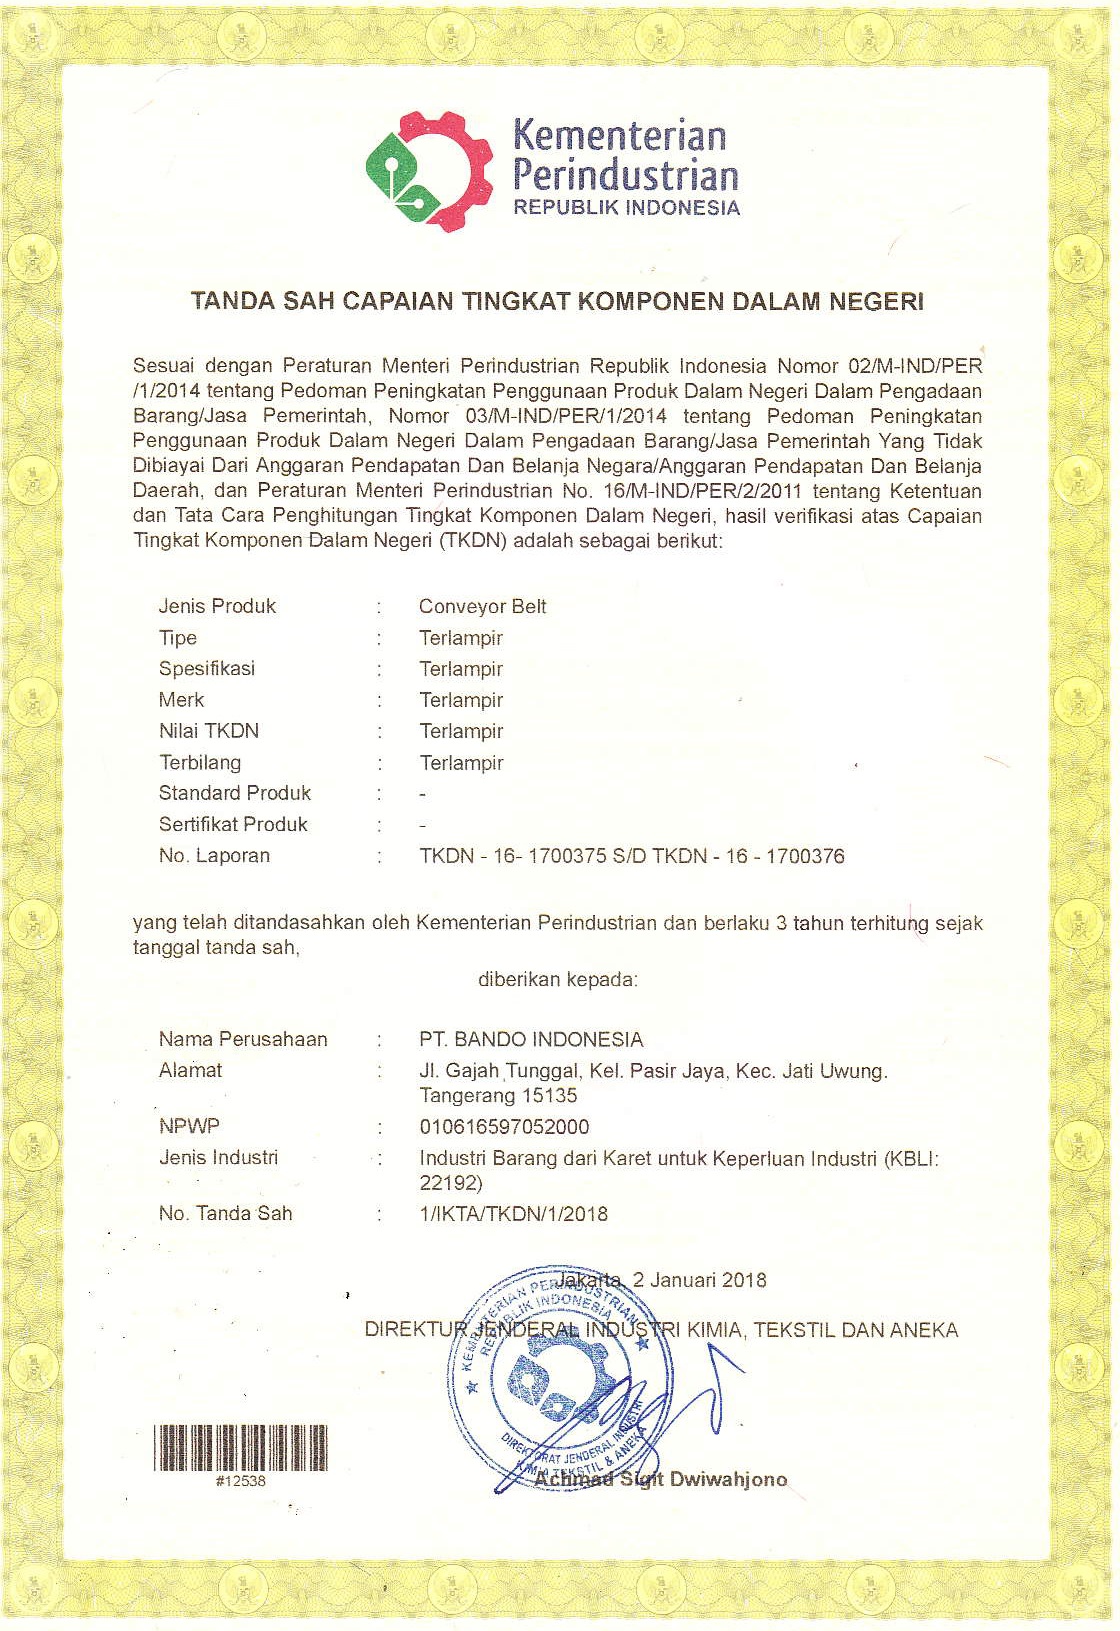 Kementerian
Perindustrian
REPUBLIK INDONESIA
TANDA SAH CAPAIAN TINGKAT KOMPONEN DALAM NEGERI
Sesuai dengan Peraturan Menteri Perindustrian Republik Indonesia Nomor 02/M-IND/PER
/1/2014 tentang Pedoman Peningkatan Penggunaan Produk Dalam Negeri Dalam Pengadaan
Barang/Jasa Pemerintah, Nomor 03/M-IND/PER/1/2014 tentang Pedoman Peningkatan
Penggunaan Produk Dalam Negeri Dalam Pengadaan Barang/Jasa Pemerintah Yang Tidak
Dibiayai Dari Anggaran Pendapatan Dan Belanja Negara/Anggaran Pendapatan Dan Belanja
Daerah, dan Peraturan Menteri Perindustrian No. 16/M-IND/PER/2/2011 tentang Ketentuan
dan Tata Cara Penghitungan Tingkat Komponen Dalam Negeri, hasil verifikasi atas Capaian
Tingkat Komponen Dalam Negeri (TKDN) adalah sebagai berikut:
Jenis Produk : Conveyor Belt
Tipe : Terlampir
Spesifikasi : Terlampir
Merk : Terlampir
Nilai TKDN : Terlampir
Terbilang : Terlampir
Standard Produk : -
Sertifikat Produk : -
No. Laporan : TKDN - 16- 1700375 S/D TKDN - 16 - 1700376
yang telah ditandasahkan oleh Kementerian Perindustrian dan berlaku 3 tahun terhitung sejak
tanggal tanda sah,
diberikan kepada:
Nama Perusahaan : PT. BANDO INDONESIA
Alamat : Jl. Gajah Tunggal, Kel. Pasir Jaya, Kec. Jati Uwung.
Tangerang 15135
NPWP : 010616597052000
Jenis Industri : Industri Barang dari Karet untuk Keperluan Industri (KBLI:
22192)
No. Tanda Sah : 1/IKTA/TKDN/1/2018
Jakarta, 2 Januari 2018
DIREKTUR JENDERAL INDUSTRI KIMIA, TEKSTIL DAN ANEKA
KEMENTERIAN PERINDUSTRIAN
REPUBLIK INDONESIA
DIREKTORAT JENDERAL INDUSTRI
KIMIA TEKSTIL & ANEKA
Achmad Sigit Dwiwahjono
#12538